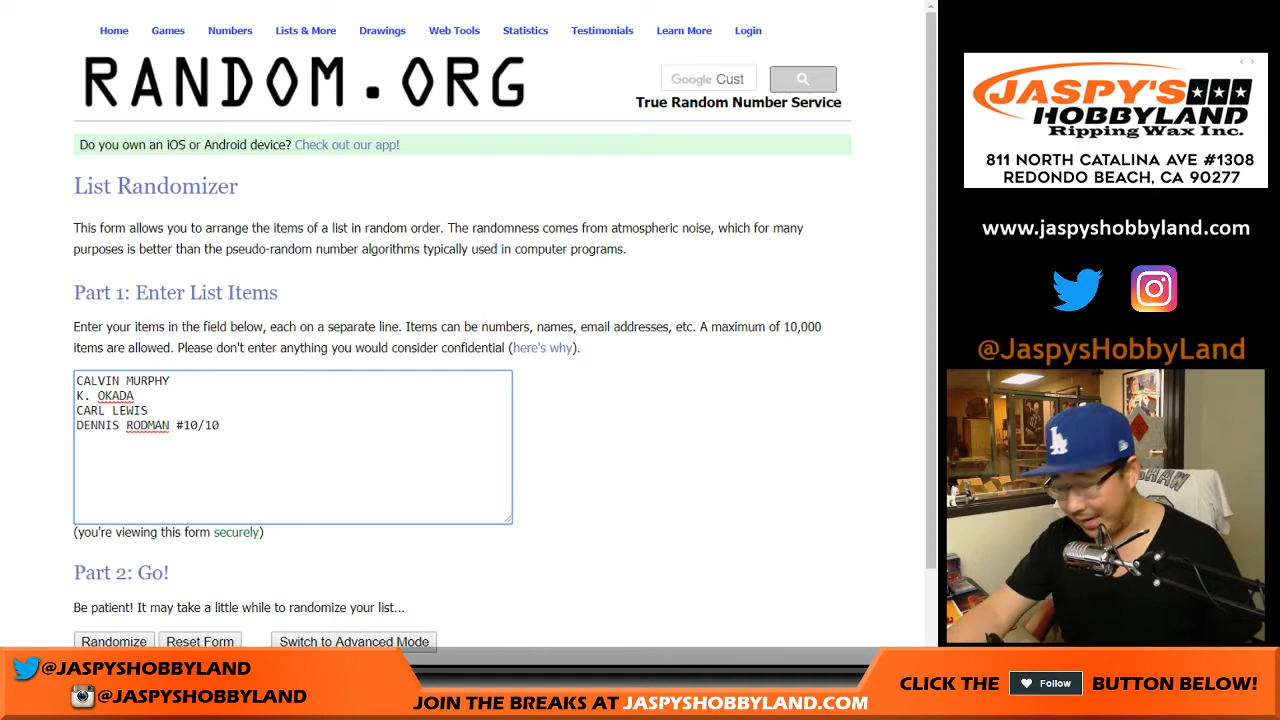 Home Games Numbers Lists & More Drawings Web Tools Statistics Testimonials Learn More Login
RANDOM.ORG
Google Cust
True Random Number Service
Do you own an iOS or Android device? Check out our app!
List Randomizer
This form allows you to arrange the items of a list in random order. The randomness comes from atmospheric noise, which for many
purposes is better than the pseudo-random number algorithms typically used in computer programs.
Part 1: Enter List Items
Enter your items in the field below, each on a separate line. Items can be numbers, names, email addresses, etc. A maximum of 10,000
items are allowed. Please don't enter anything you would consider confidential (here's why).
CALVIN MURPHY
K. OKADA
CARL LEWIS
DENNIS RODMAN #10/10
(you're viewing this form securely)
Part 2: Go!
Be patient! It may take a little while to randomize your list...
Randomize Reset Form Switch to Advanced Mode
JASPY'S
HOBBYLAND
Ripping Wax Inc.
811 NORTH CATALINA AVE #1308
REDONDO BEACH, CA 90277
www.jaspyshobbyland.com
@JaspysHobbyLand
SHAW
@JASPYSHOBBYLAND
@JASPYSHOBBYLAND
JOIN THE BREAKS AT JASPYSHOBBYLAND.COM
CLICK THE Follow BUTTON BELOW!